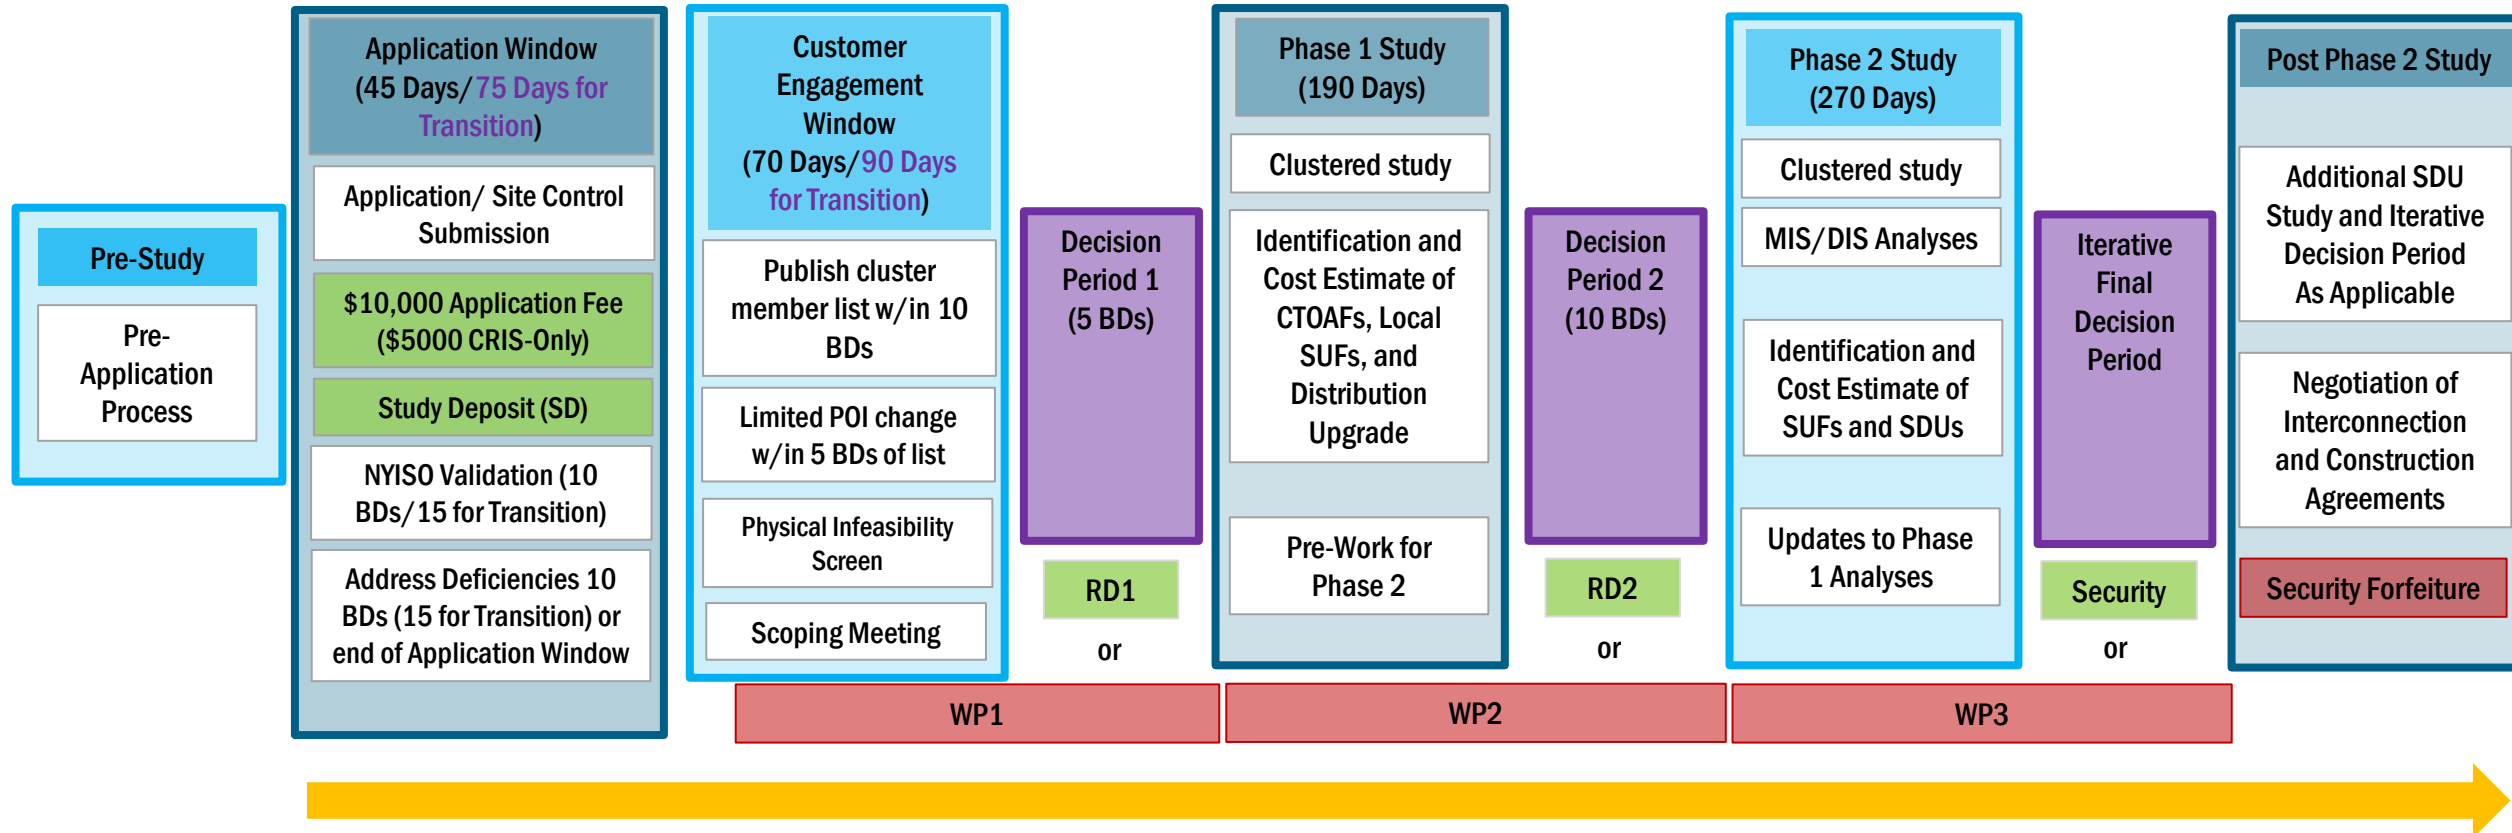 Pre-Study
Pre-
Application
Process
Application Window
(45 Days/75 Days for
Transition)
Application/ Site Control
Submission
$10,000 Application Fee
($5000 CRIS-Only)
Study Deposit (SD)
NYISO Validation (10
BDs/15 for Transition)
Address Deficiencies 10
BDs (15 for Transition) or
end of Application Window
Customer
Engagement
Window
(70 Days/90 Days
for Transition)
Publish cluster
member list w/in 10
BDs
Limited POI change
w/in 5 BDs of list
Physical Infeasibility
Screen
Scoping Meeting
Decision
Period 1
(5 BDs)
RD1
or
WP1
Phase 1 Study
(190 Days)
Clustered study
Identification and
Cost Estimate of
CTOAFs, Local
SUFs, and
Distribution
Upgrade
Pre-Work for
Phase 2
Decision
Period 2
(10 BDs)
RD2
or
WP2
Phase 2 Study
(270 Days)
Clustered study
MIS/DIS Analyses
Identification and
Cost Estimate of
SUFs and SDUs
Updates to Phase
1 Analyses
Iterative
Final
Decision
Period
Security
or
WP3
Post Phase 2 Study
Additional SDU
Study and Iterative
Decision Period
As Applicable
Negotiation of
Interconnection
and Construction
Agreements
Security Forfeiture